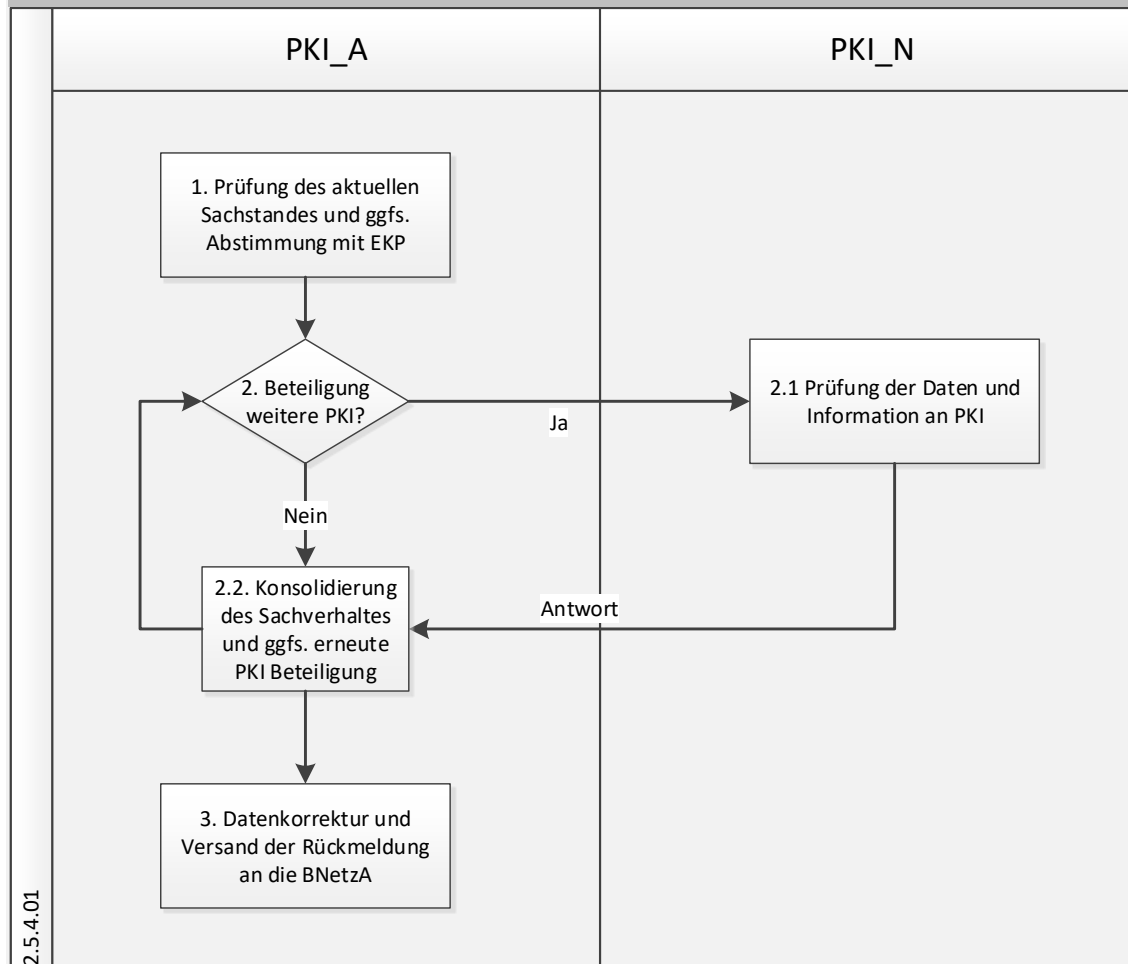 PKI_A
PKI_N
1. Prüfung des aktuellen
Sachstandes und ggfs.
Abstimmung mit EKP
2. Beteiligung
weitere PKI?
Ja
2.1 Prüfung der Daten und
Information an PKI
Nein
2.2. Konsolidierung
des Sachverhaltes
und ggfs. erneute
PKI Beteiligung
Antwort
3. Datenkorrektur und
Versand der Rückmeldung
an die BNetzA
2.5.4.01